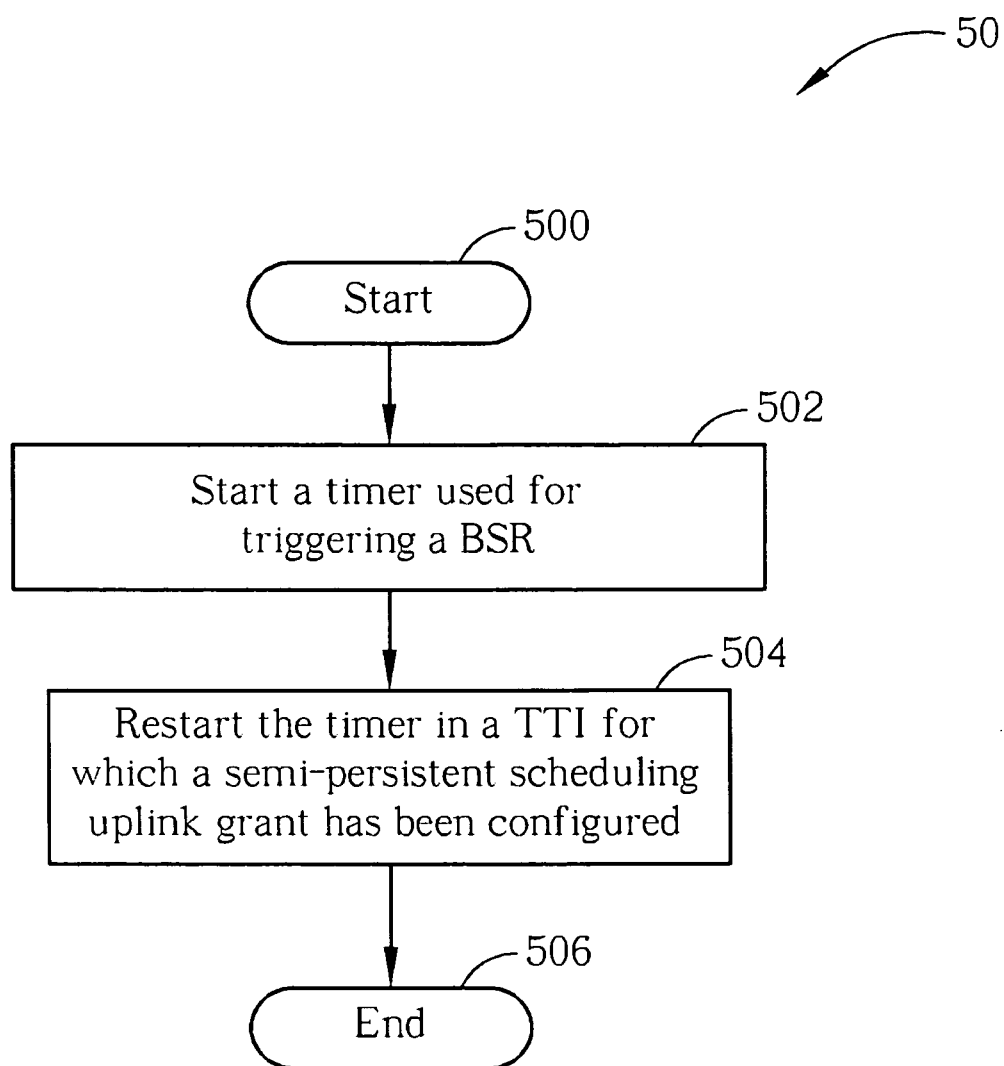 50
500
Start
502
Start a timer used for
triggering a BSR
504
Restart the timer in a TTI for
which a semi-persistent scheduling
uplink grant has been configured
506
End